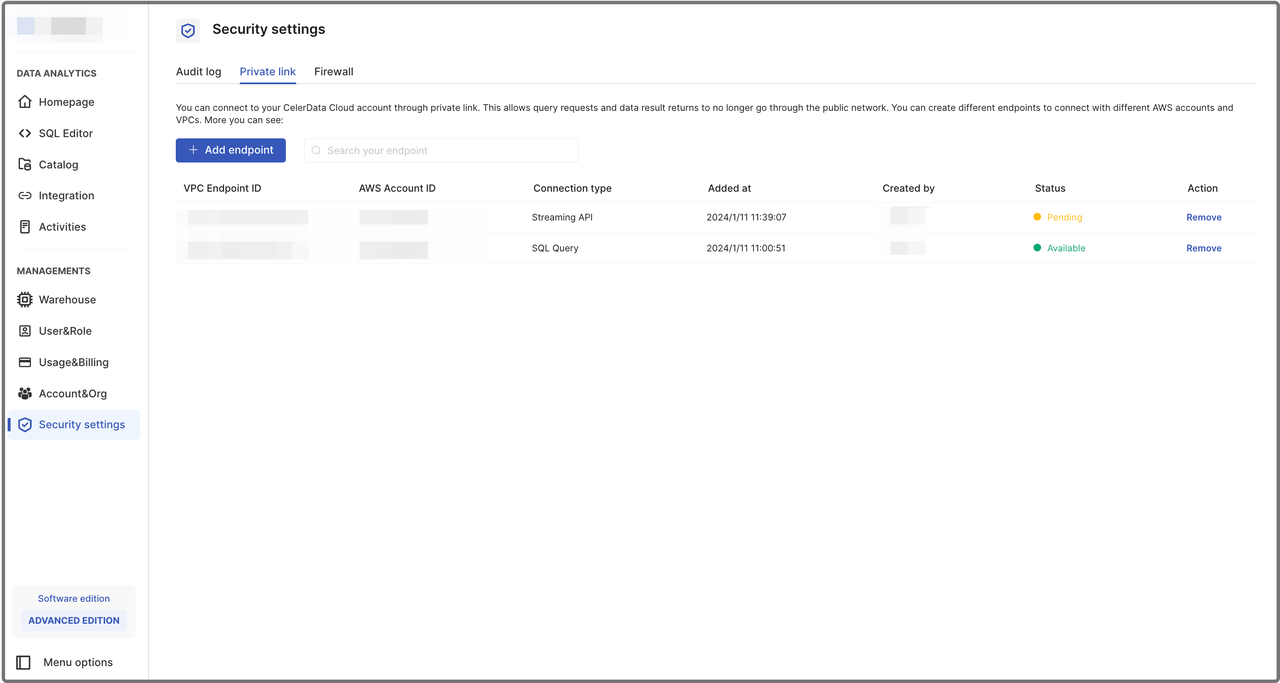 Security settings
Audit log Private link Firewall
You can connect to your CelerData Cloud account through private link. This allows query requests and data result returns to no longer go through the public network. You can create different endpoints to connect with different AWS accounts and
VPCs. More you can see:
Add endpoint Search your endpoint
VPC Endpoint ID AWS Account ID Connection type Added at Created by Status Action
Streaming API 2024/1/11 11:39:07 Pending Remove
SQL Query 2024/1/11 11:00:51 Available Remove
DATA ANALYTICS
Homepage
SQL Editor
Catalog
Integration
Activities
MANAGEMENTS
Warehouse
User&Role
Usage&Billing
Account&Org
Security settings
Software edition
ADVANCED EDITION
Menu options